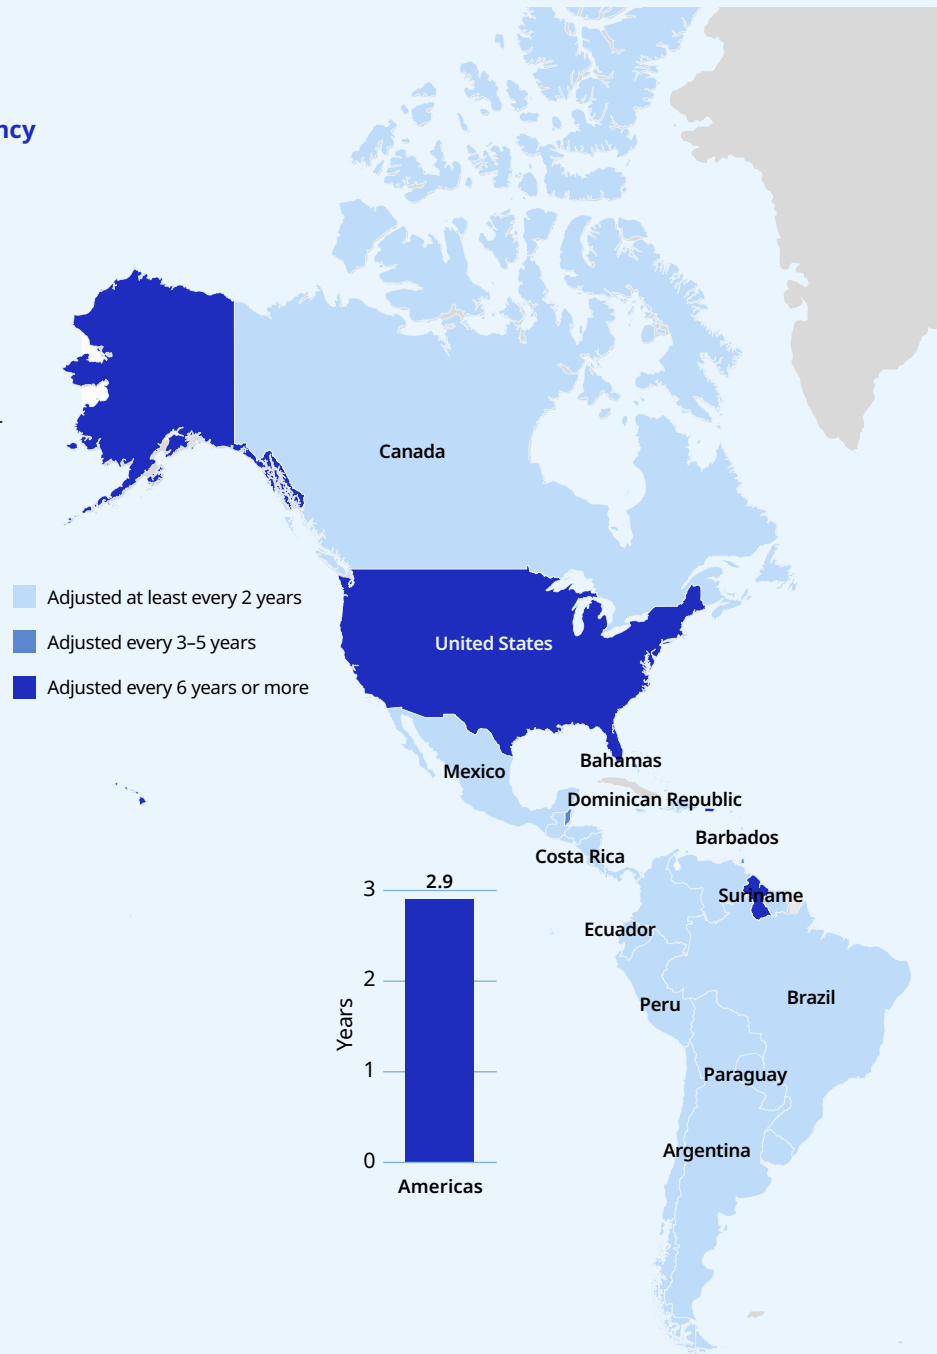 ncy
Canada
Adjusted at least every 2 years
Adjusted every 3–5 years
United States
Adjusted every 6 years or more
Bahamas
Mexico
Dominican Republic
Barbados
Costa Rica
3
2.9
Suriname
Ecuador
2
Years
Brazil
Peru
1
Paraguay
Argentina
0
Americas